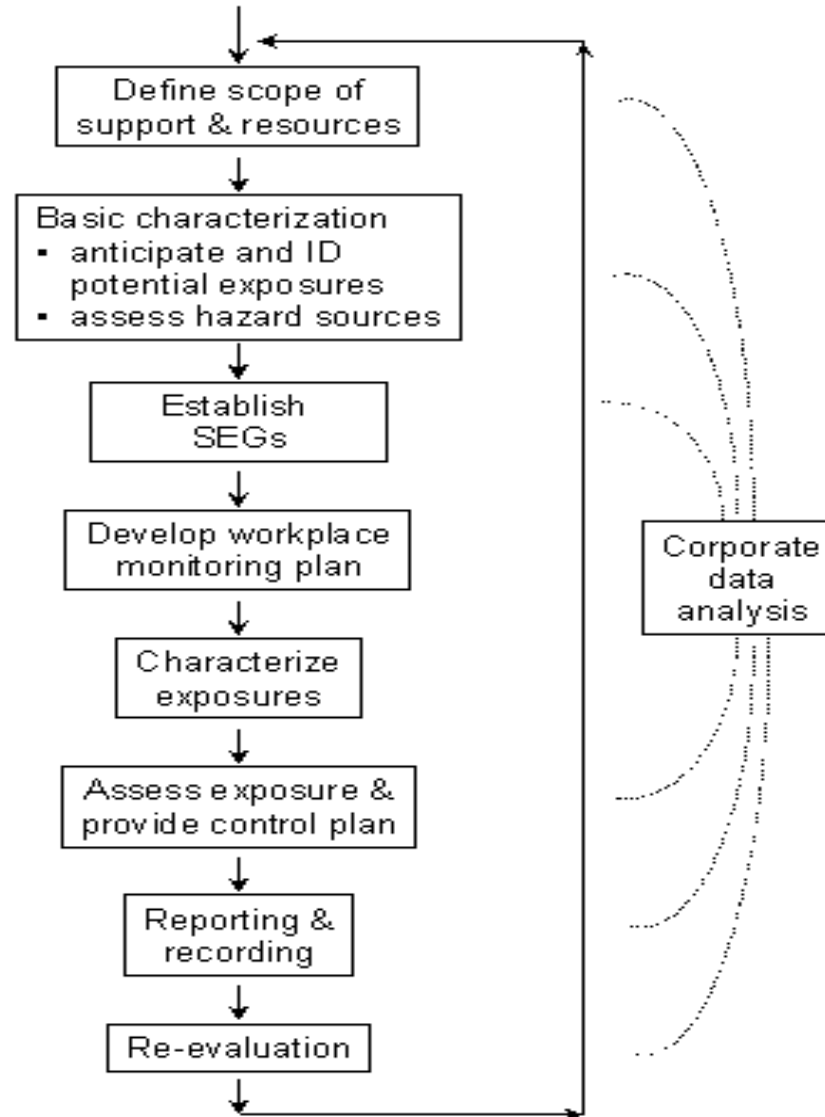 Define scope of
support & resources
Basic characterization
▪ anticipate and ID
potential exposures
▪ assess hazard sources
Establish
SEGs
Develop workplace
monitoring plan
Characterize
exposures
Assess exposure &
provide control plan
Reporting &
recording
Re-evaluation
Corporate
data
analysis